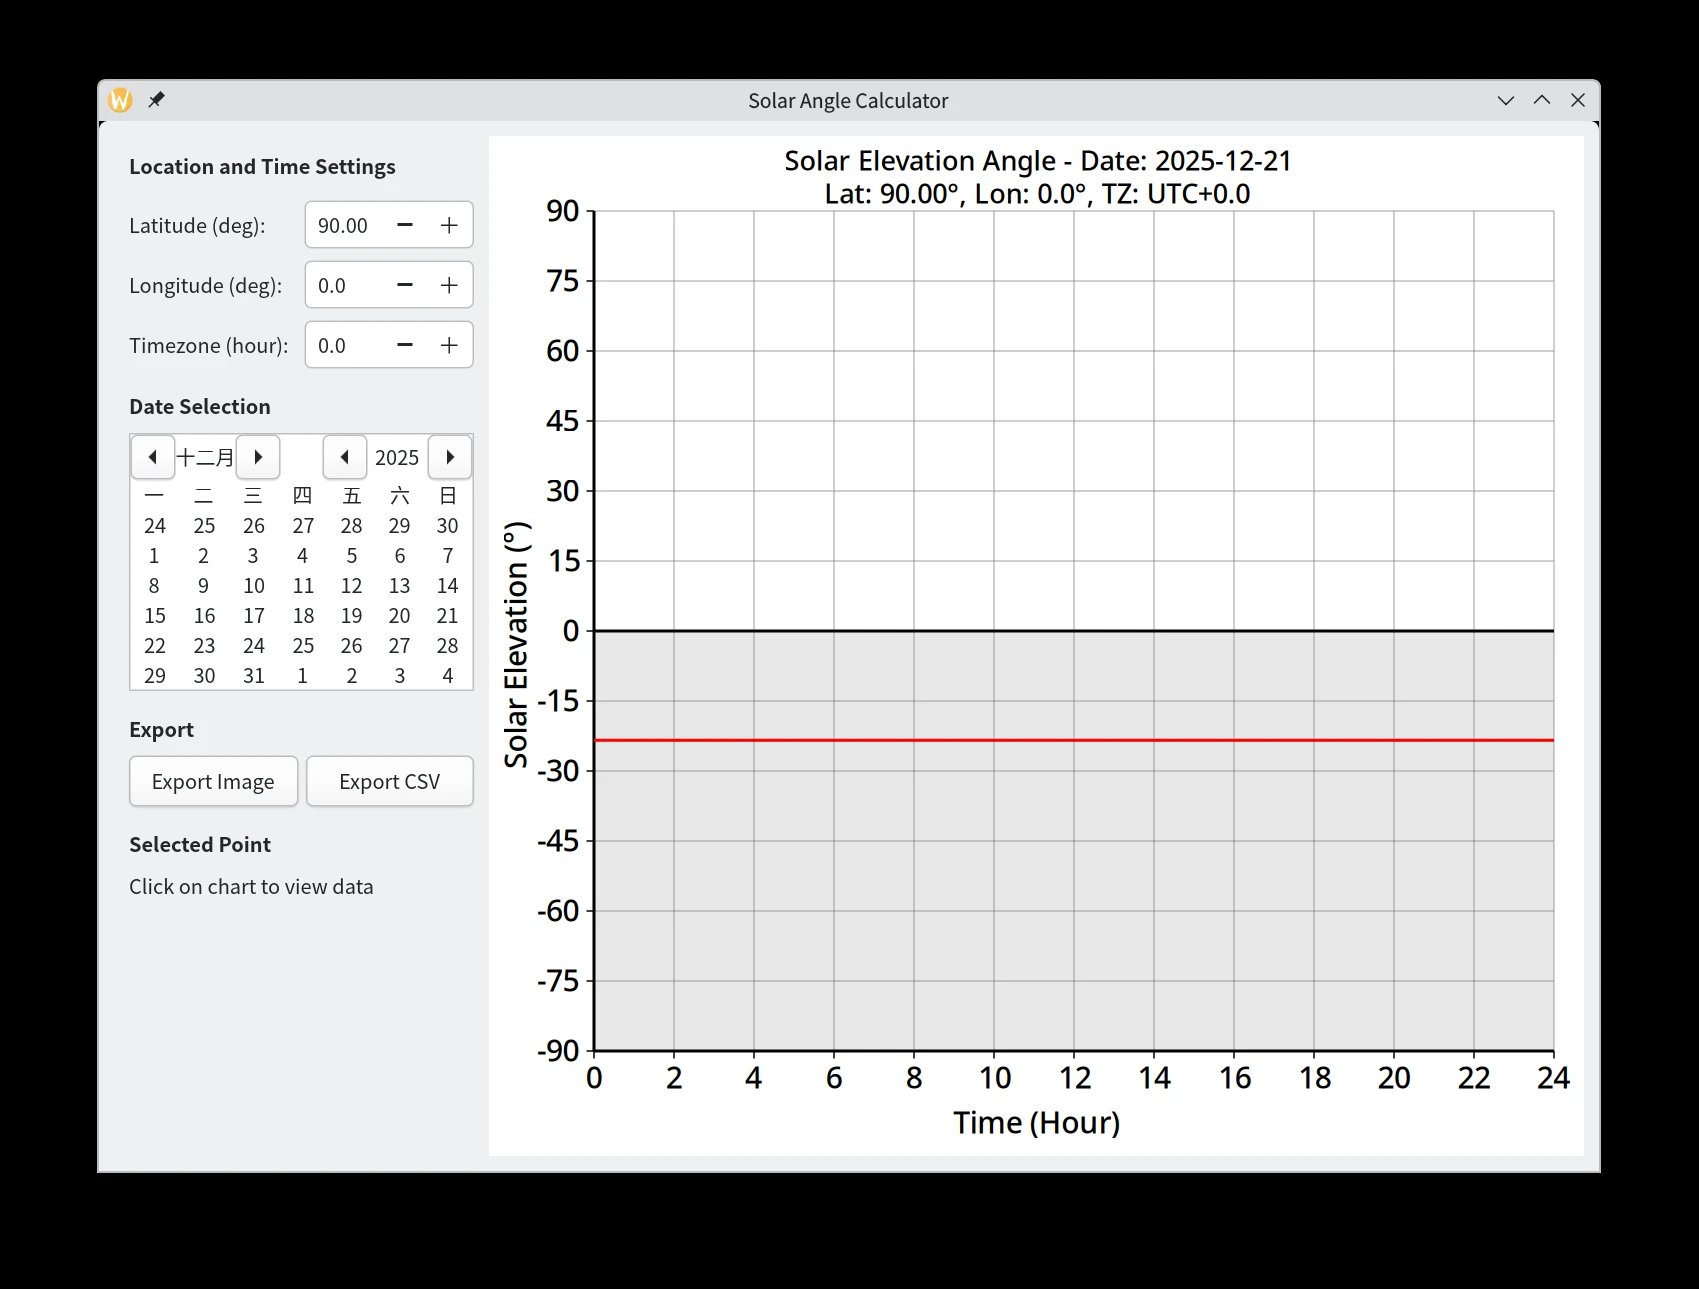 Solar Angle Calculator
Location and Time Settings
Latitude (deg): 90.00
Longitude (deg): 0.0
Timezone (hour): 0.0
Date Selection
十二月 2025
一 二 三 四 五 六 日
24 25 26 27 28 29 30
1 2 3 4 5 6 7
8 9 10 11 12 13 14
15 16 17 18 19 20 21
22 23 24 25 26 27 28
29 30 31 1 2 3 4
Export
Export Image Export CSV
Selected Point
Click on chart to view data
Solar Elevation Angle - Date: 2025-12-21
Lat: 90.00°, Lon: 0.0°, TZ: UTC+0.0
Solar Elevation (°)
90
75
60
45
30
15
0
-15
-30
-45
-60
-75
-90
0 2 4 6 8 10 12 14 16 18 20 22 24
Time (Hour)